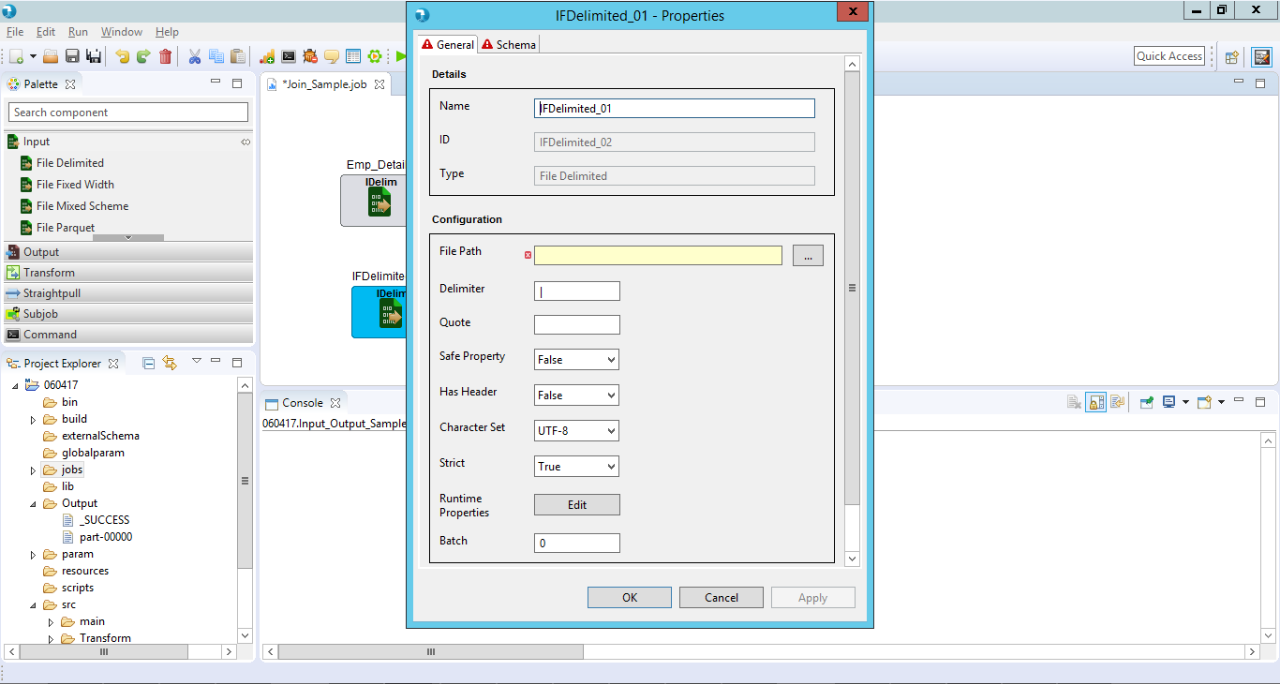 IFDelimited_01 - Properties
X
X
File Edit Run Window Help
Quick Access
Palette
Search component
Input
File Delimited
File Fixed Width
File Mixed Scheme
File Parquet
Output
Transform
Straightpull
Subjob
Command
Project Explorer
060417
bin
build
externalSchema
globalparam
jobs
lib
Output
_SUCCESS
part-00000
param
resources
scripts
src
main
Transform
*Join_Sample.job
Emp_Detai
IDelim
IFDelimite
IDelim
Console
060417.Input_Output_Sample
General Schema
Details
Name IFDelimited_01
ID IFDelimited_02
Type File Delimited
Configuration
File Path ...
Delimiter |
Quote
Safe Property False
Has Header False
Character Set UTF-8
Strict True
Runtime
Properties Edit
Batch 0
OK Cancel Apply